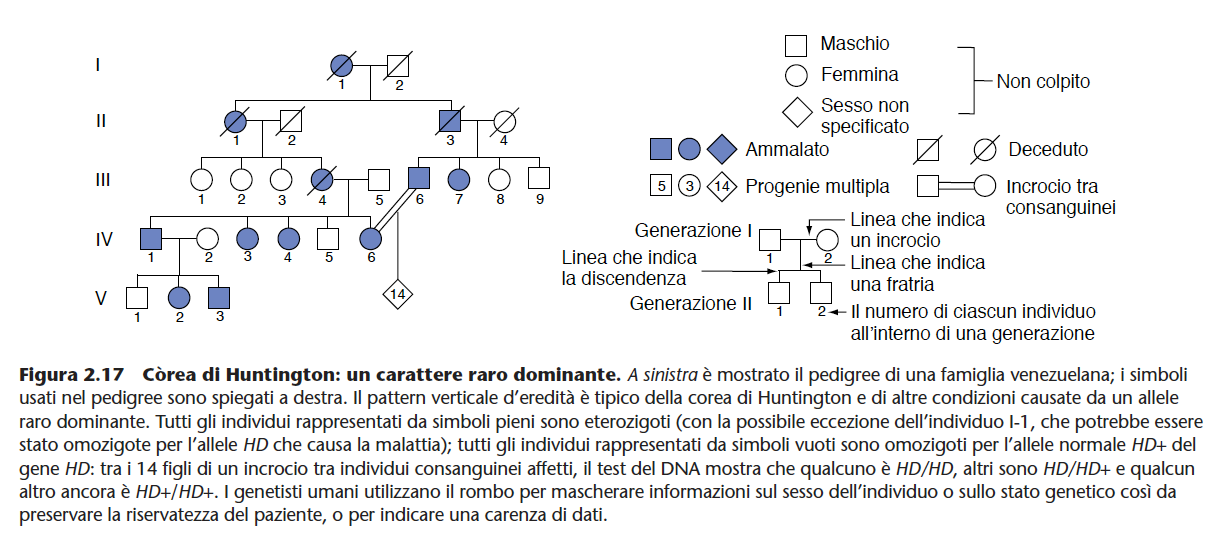 I
1
2
II
1
2
3
4
III
1
2
3
4
5
6
7
8
9
IV
1
2
3
4
5
6
14
V
1
2
3
Maschio
Femmina
Non colpito
Sesso non
specificato
Ammalato
Deceduto
5 3 14 Progenie multipla
Incrocio tra
consanguinei
Generazione I
1
2
Linea che indica
un incrocio
Linea che indica
la discendenza
Linea che indica
una fratria
Generazione II
1
2
Il numero di ciascun individuo
all'interno di una generazione
Figura 2.17 Còrea di Huntington: un carattere raro dominante. A sinistra è mostrato il pedigree di una famiglia venezuelana; i simboli
usati nel pedigree sono spiegati a destra. Il pattern verticale d'eredità è tipico della corea di Huntington e di altre condizioni causate da un allele
raro dominante. Tutti gli individui rappresentati da simboli pieni sono eterozigoti (con la possibile eccezione dell'individuo I-1, che potrebbe essere
stato omozigote per l'allele HD che causa la malattia); tutti gli individui rappresentati da simboli vuoti sono omozigoti per l'allele normale HD+ del
gene HD: tra i 14 figli di un incrocio tra individui consanguinei affetti, il test del DNA mostra che qualcuno è HD/HD, altri sono HD/HD+ e qualcun
altro ancora è HD+/HD+. I genetisti umani utilizzano il rombo per mascherare informazioni sul sesso dell'individuo o sullo stato genetico così da
preservare la riservatezza del paziente, o per indicare una carenza di dati.